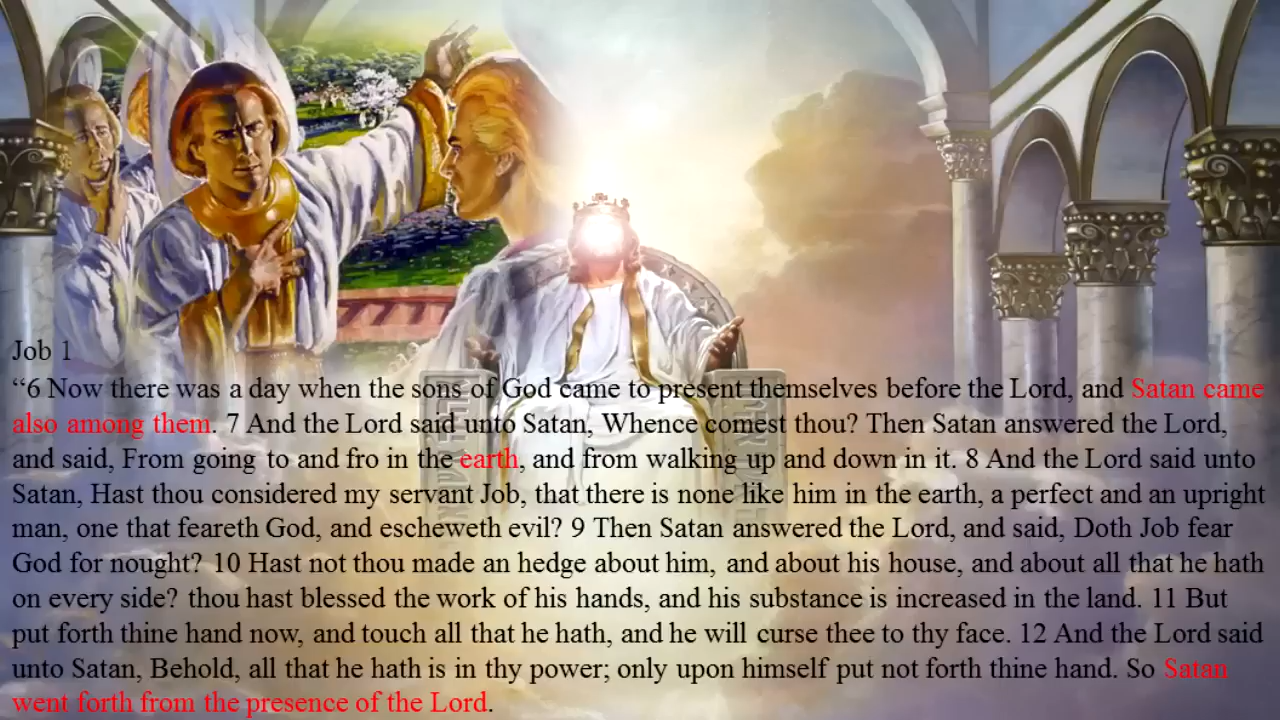 Job 1
“6 Now there was a day when the sons of God came to present themselves before the Lord, and Satan came
also among them. 7 And the Lord said unto Satan, Whence comest thou? Then Satan answered the Lord,
and said, From going to and fro in the earth, and from walking up and down in it. 8 And the Lord said unto
Satan, Hast thou considered my servant Job, that there is none like him in the earth, a perfect and an upright
man, one that feareth God, and escheweth evil? 9 Then Satan answered the Lord, and said, Doth Job fear
God for nought? 10 Hast not thou made an hedge about him, and about his house, and about all that he hath
on every side? thou hast blessed the work of his hands, and his substance is increased in the land. 11 But
put forth thine hand now, and touch all that he hath, and he will curse thee to thy face. 12 And the Lord said
unto Satan, Behold, all that he hath is in thy power; only upon himself put not forth thine hand. So Satan
went forth from the presence of the Lord.